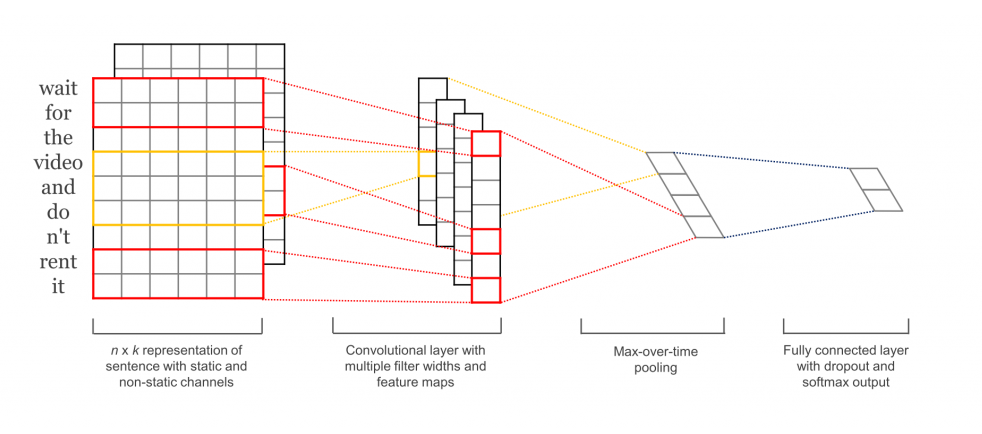 wait
for
the
video
and
do
n't
rent
it
n x k representation of
sentence with static and
non-static channels
Convolutional layer with
multiple filter widths and
feature maps
Max-over-time
pooling
Fully connected layer
with dropout and
softmax output